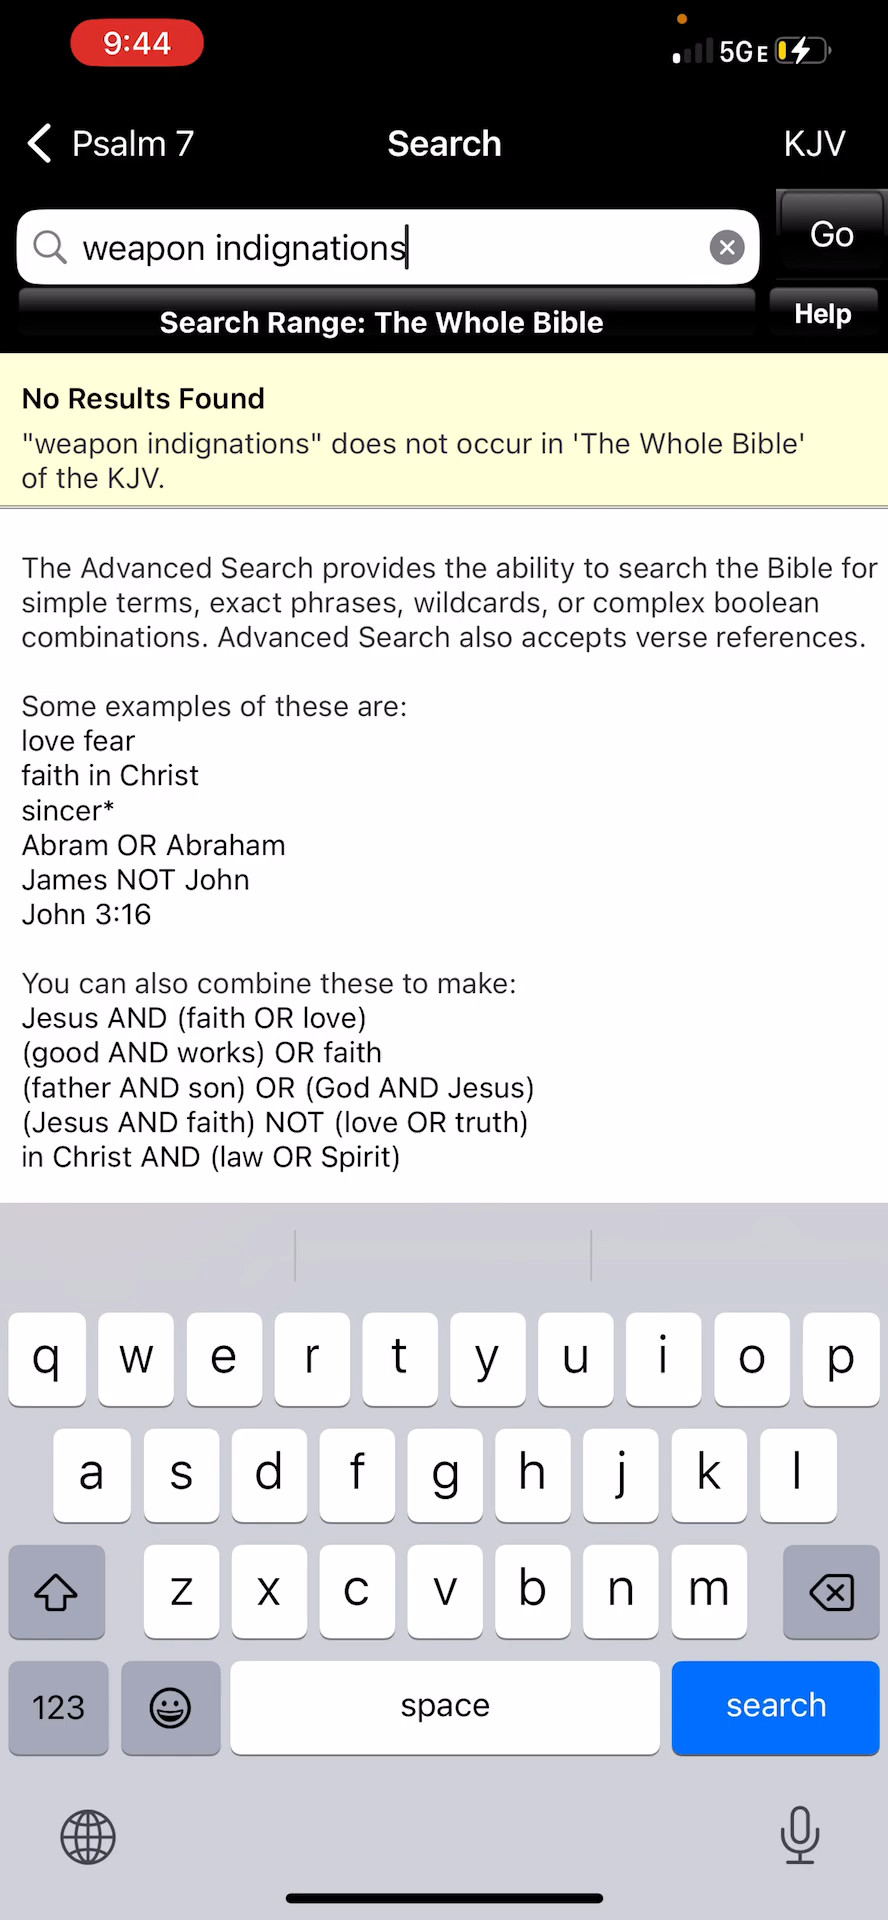 9:44
5GE
Psalm 7
Search
KJV
weapon indignations
Go
Search Range: The Whole Bible
Help
No Results Found
"weapon indignations" does not occur in 'The Whole Bible'
of the KJV.
The Advanced Search provides the ability to search the Bible for
simple terms, exact phrases, wildcards, or complex boolean
combinations. Advanced Search also accepts verse references.
Some examples of these are:
love fear
faith in Christ
sincer*
Abram OR Abraham
James NOT John
John 3:16
You can also combine these to make:
Jesus AND (faith OR love)
(good AND works) OR faith
(father AND son) OR (God AND Jesus)
(Jesus AND faith) NOT (love OR truth)
in Christ AND (law OR Spirit)
q w e r t y u i o p
a s d f g h j k l
z x c v b n m
123
space
search